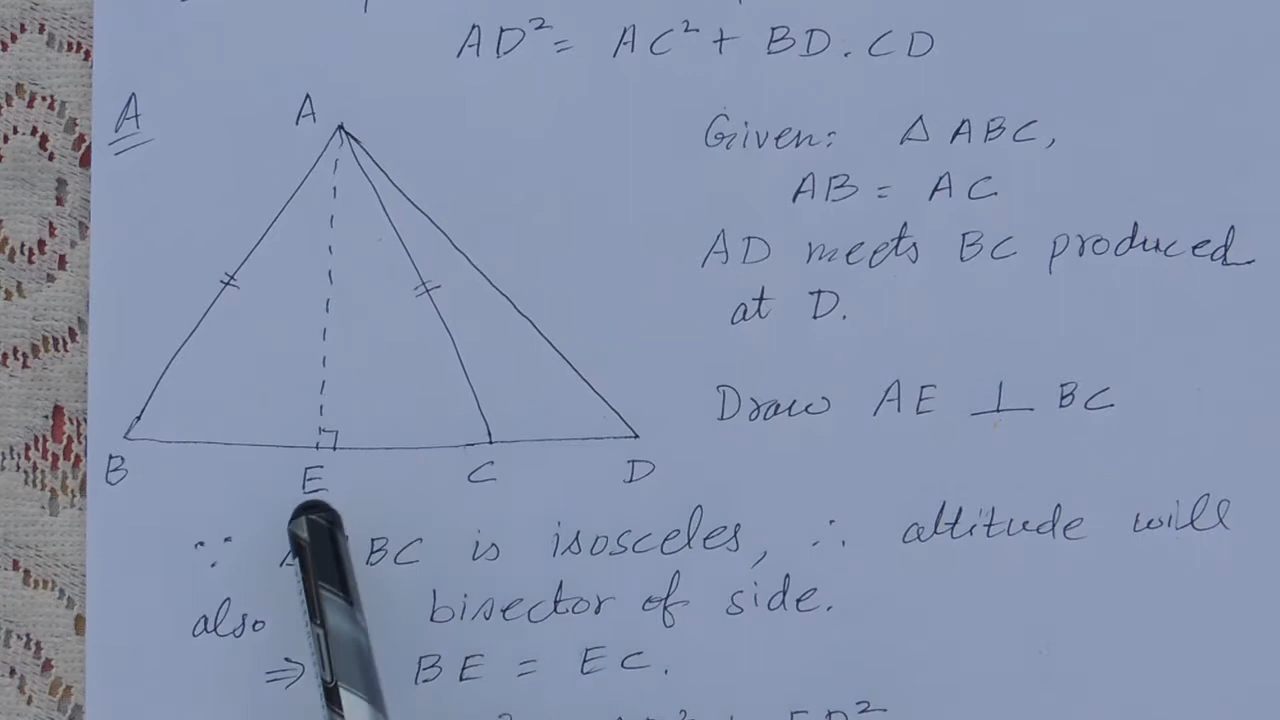 AD² = AC² + BD.CD
A
A
Given: △ ABC,
AB = AC
AD meets BC produced
at D.
Draw AE ⊥ BC
B E C D
∵ BC is isosceles, ∴ altitude will
also bisector of side.
⇒ BE = EC.